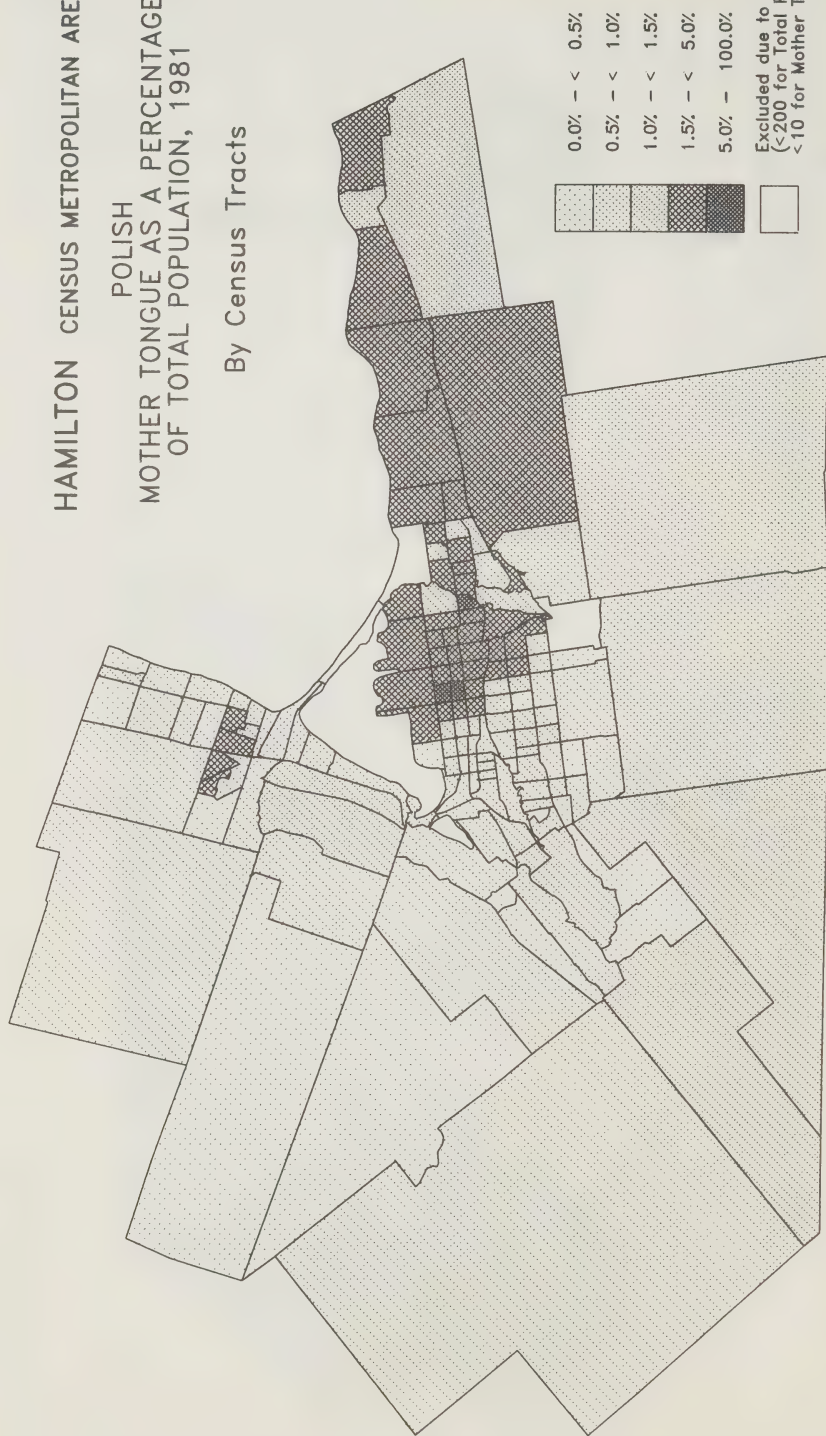 HAMILTON CENSUS METROPOLITAN ARE
POLISH
MOTHER TONGUE AS A PERCENTAGE
OF TOTAL POPULATION, 1981
By Census Tracts
0.0% – < 0.5%
0.5% – < 1.0%
1.0% – < 1.5%
1.5% – < 5.0%
5.0% – 100.0%
Excluded due to
(<200 for Total
<10 for Mother T